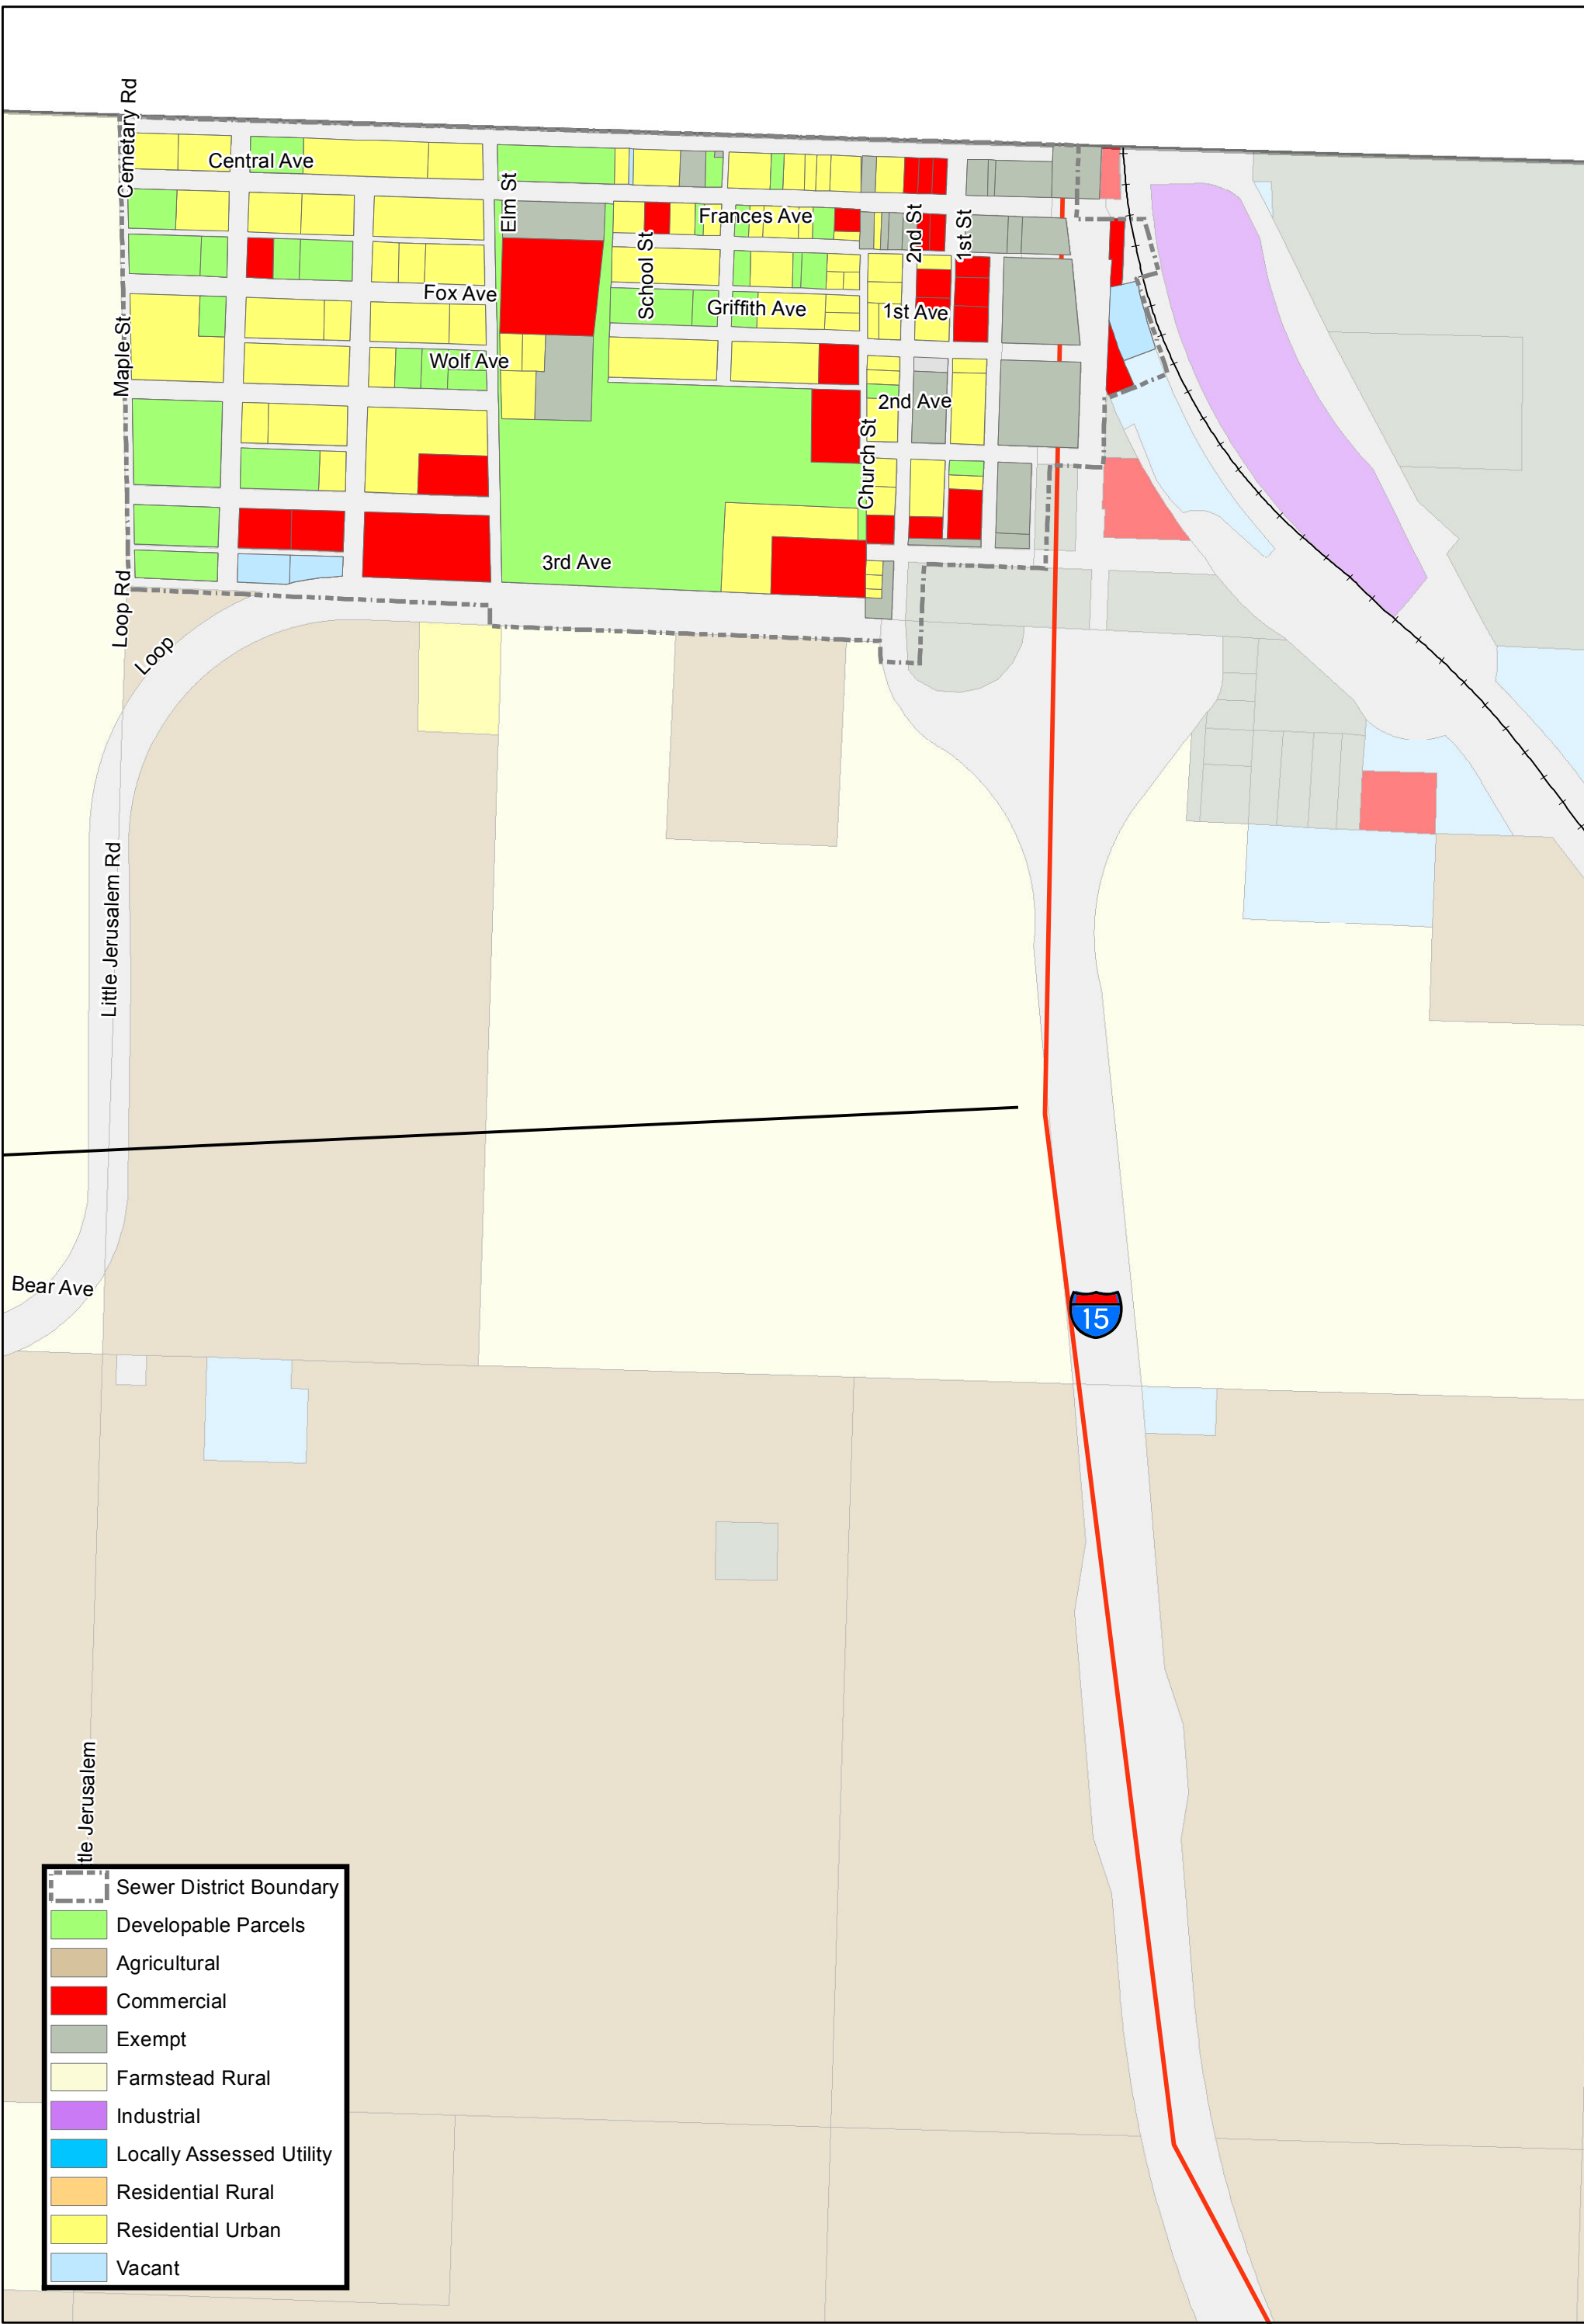 Cemetary Rd
Central Ave
Elm St
Frances Ave
School St
2nd St
1st St
Fox Ave
Griffith Ave
1st Ave
Maple St
Wolf Ave
2nd Ave
Church St
3rd Ave
Loop Rd
Loop
Little Jerusalem Rd
Bear Ave
15
tle Jerusalem
Sewer District Boundary
Developable Parcels
Agricultural
Commercial
Exempt
Farmstead Rural
Industrial
Locally Assessed Utility
Residential Rural
Residential Urban
Vacant